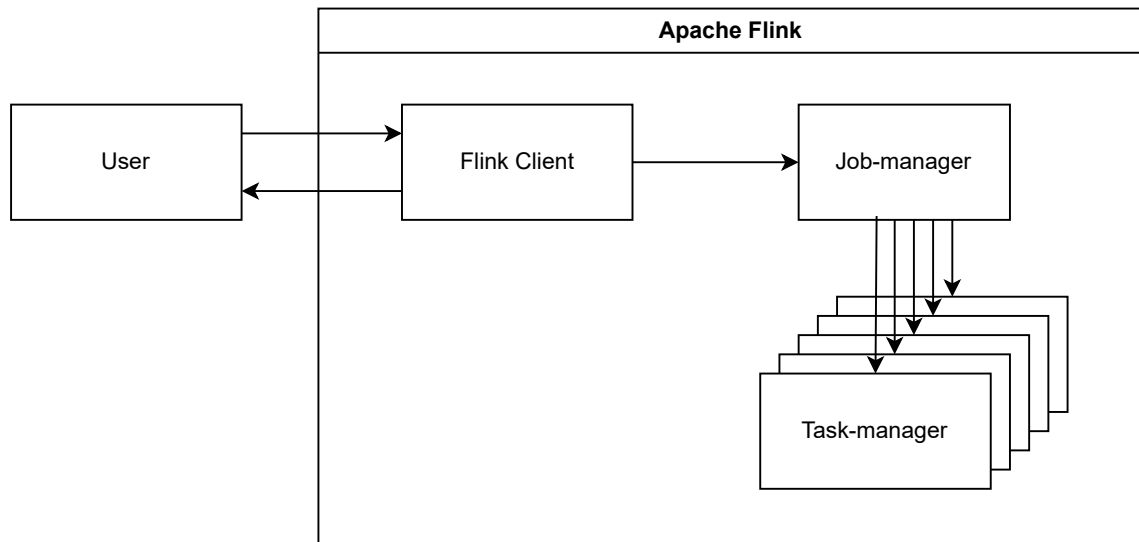 Apache Flink
User
Flink Client
Job-manager
Task-manager